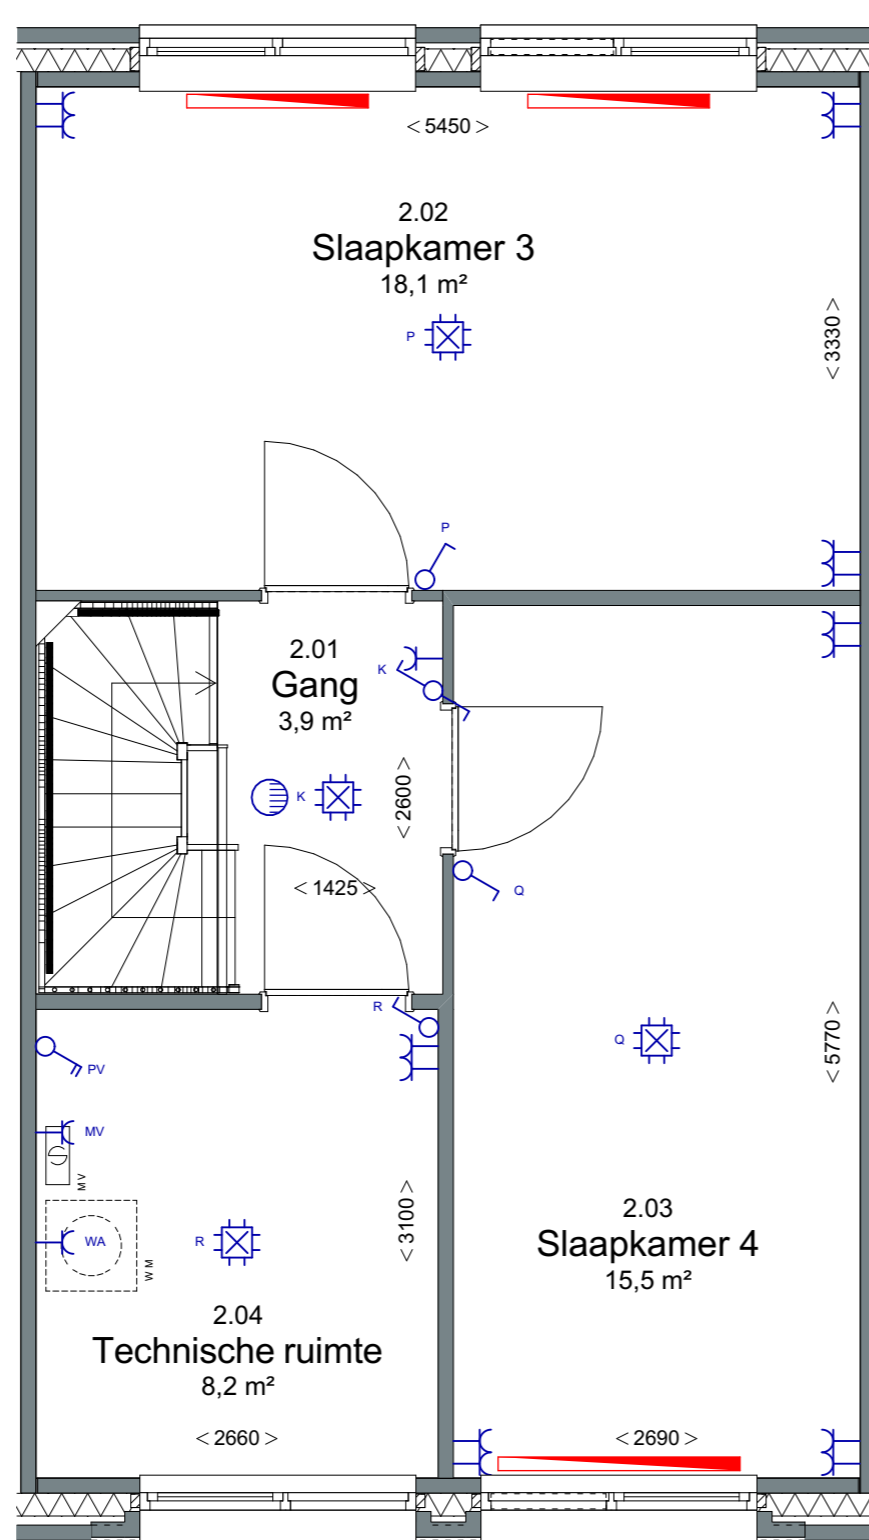 < 5450 >
2.02
Slaapkamer 3
18,1 m²
P
< 3330 >
P
2.01
Gang
3,9 m²
K
K
< 2600 >
< 1425 >
Q
R
PV
MV
MV
WA
WM
R
< 3100 >
Q
< 5770 >
2.03
Slaapkamer 4
15,5 m²
2.04
Technische ruimte
8,2 m²
< 2660 >
< 2690 >